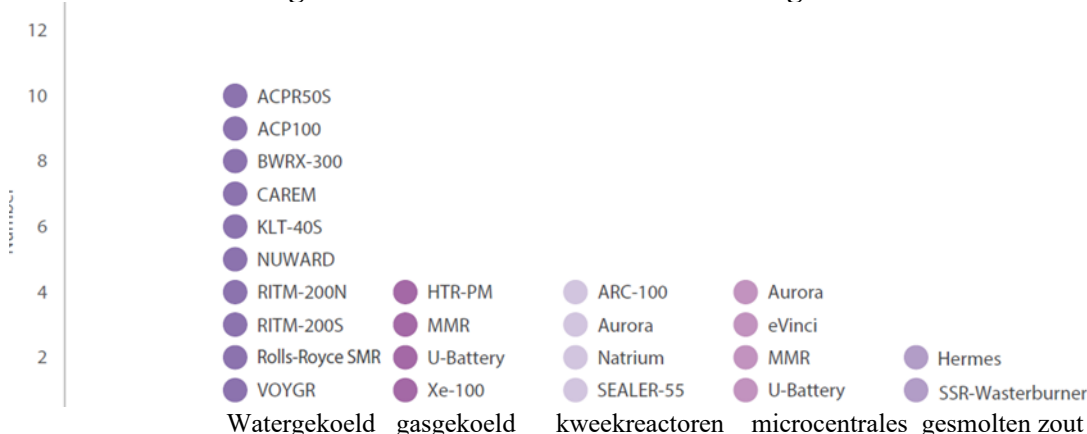 12
10
ACPR50S
ACP100
8
BWRX-300
CAREM
6
KLT-40S
NUWARD
4
RITM-200N HTR-PM ARC-100 Aurora
RITM-200S MMR Aurora eVinci
2
Rolls-Royce SMR U-Battery Natrium MMR Hermes
VOYGR Xe-100 SEALER-55 U-Battery SSR-Wasterburner
Watergekoeld gasgekoeld kweekreactoren microcentrales gesmolten zout